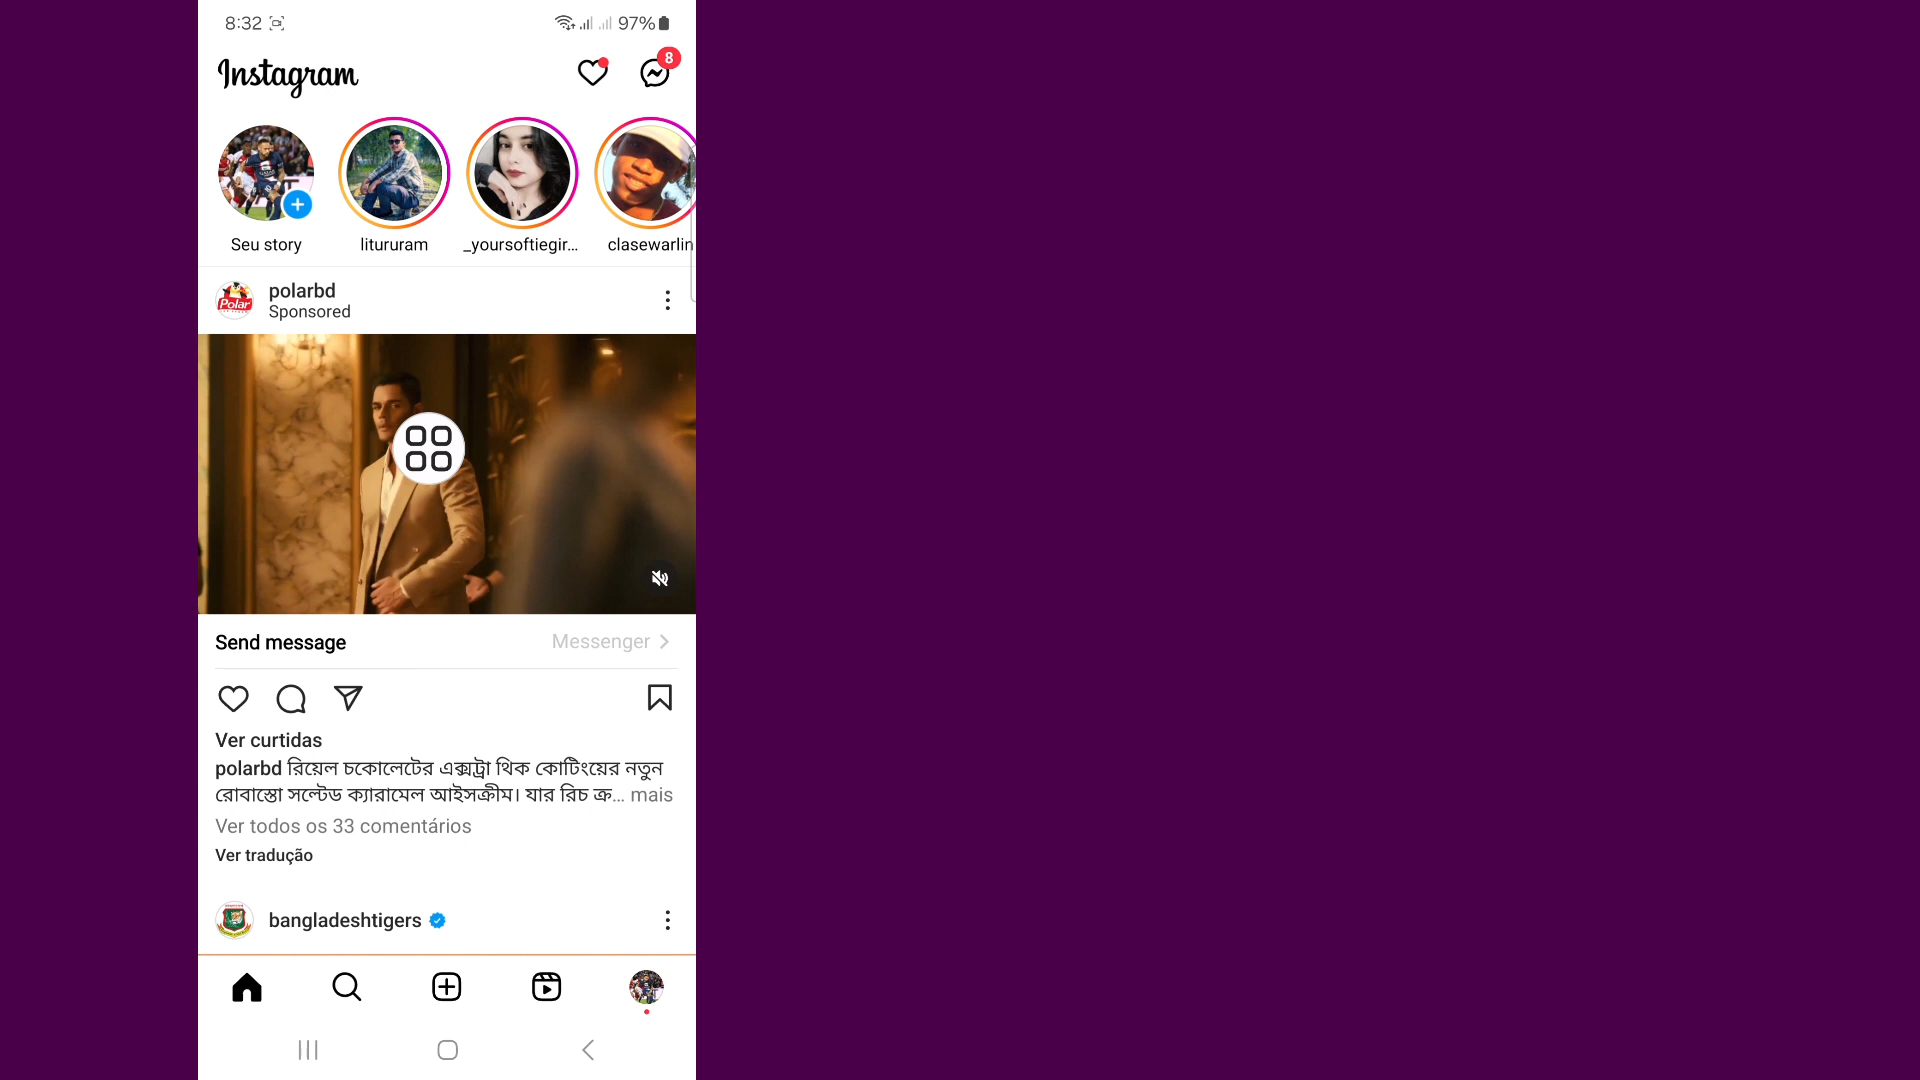 8:32
97%
Instagram
8
Seu story
litururam
_yoursoftiegir...
clasewarlin
polarbd
Sponsored
Polar
Send message
Messenger
Ver curtidas
polarbd রিয়েল চকোলেটের এক্সট্রা থিক কোটিংয়ের নতুন
রোবাস্তো সল্টেড ক্যারামেল আইসক্রীম। যার রিচ ক্র... mais
Ver todos os 33 comentários
Ver tradução
bangladeshtigers